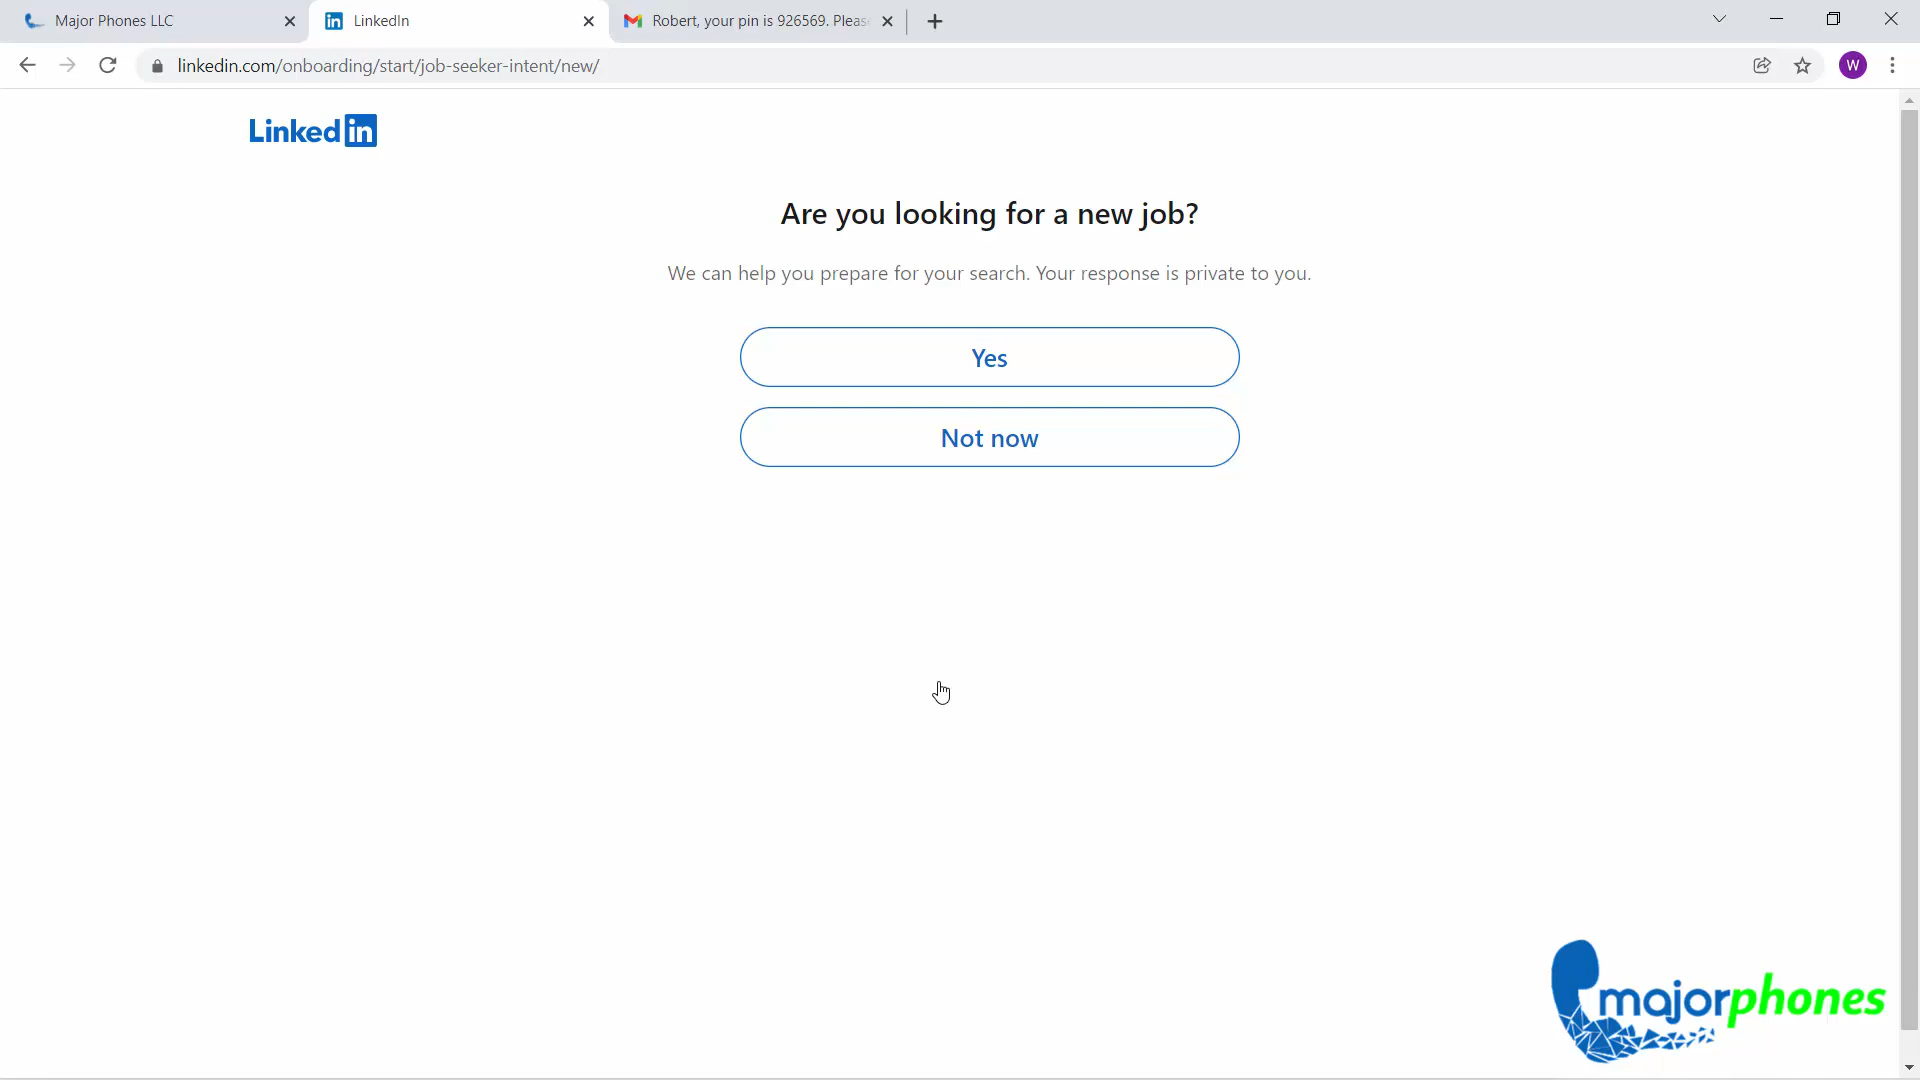 Major Phones LLC
LinkedIn
Robert, your pin is 926569. Pleas
linkedin.com/onboarding/start/job-seeker-intent/new/
W
Linkedin
Are you looking for a new job?
We can help you prepare for your search. Your response is private to you.
Yes
Not now
majorphones